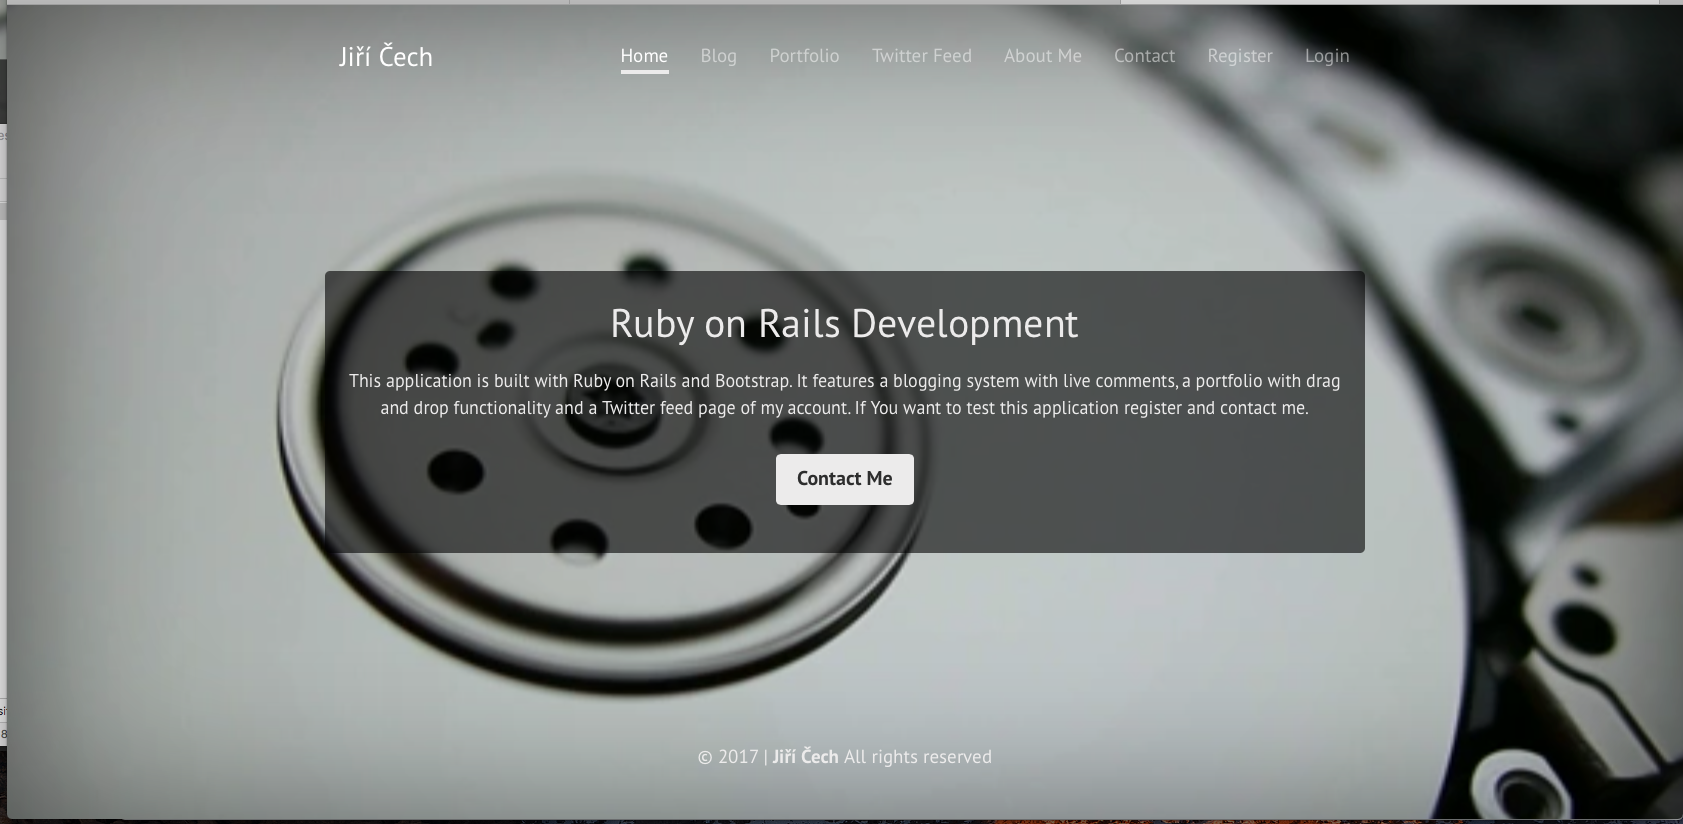 Jiří Čech
Home Blog Portfolio Twitter Feed About Me Contact Register Login
Ruby on Rails Development
This application is built with Ruby on Rails and Bootstrap. It features a blogging system with live comments, a portfolio with drag
and drop functionality and a Twitter feed page of my account. If You want to test this application register and contact me.
Contact Me
© 2017 | Jiří Čech All rights reserved